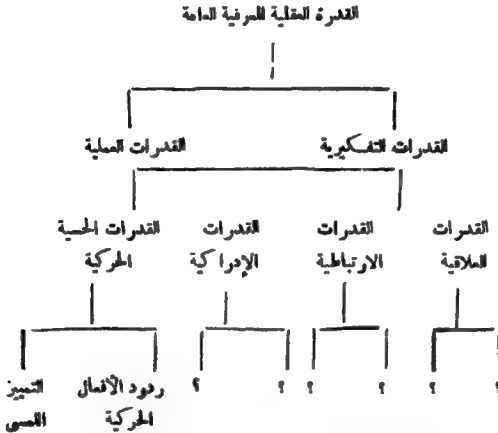 القدرة العقلية المعرفية العامة
القدرات التفكيرية
القدرات العملية
القدرات
العلاقية
القدرات
الارتباطية
القدرات
الإدراكية
القدرات الحسية
الحركية
؟
؟
؟
؟
؟
؟
ردود الأفعال
الحركية
التمييز
اللمسى